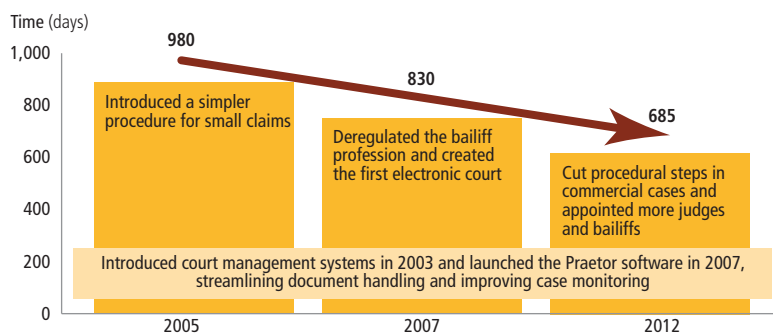 Time (days)
1,000
800
600
400
200
0
980
830
685
Introduced a simpler
procedure for small claims
Deregulated the bailiff
profession and created
the first electronic court
Cut procedural steps in
commercial cases and
appointed more judges
and bailiffs
Introduced court management systems in 2003 and launched the Praetor software in 2007,
streamlining document handling and improving case monitoring
2005
2007
2012